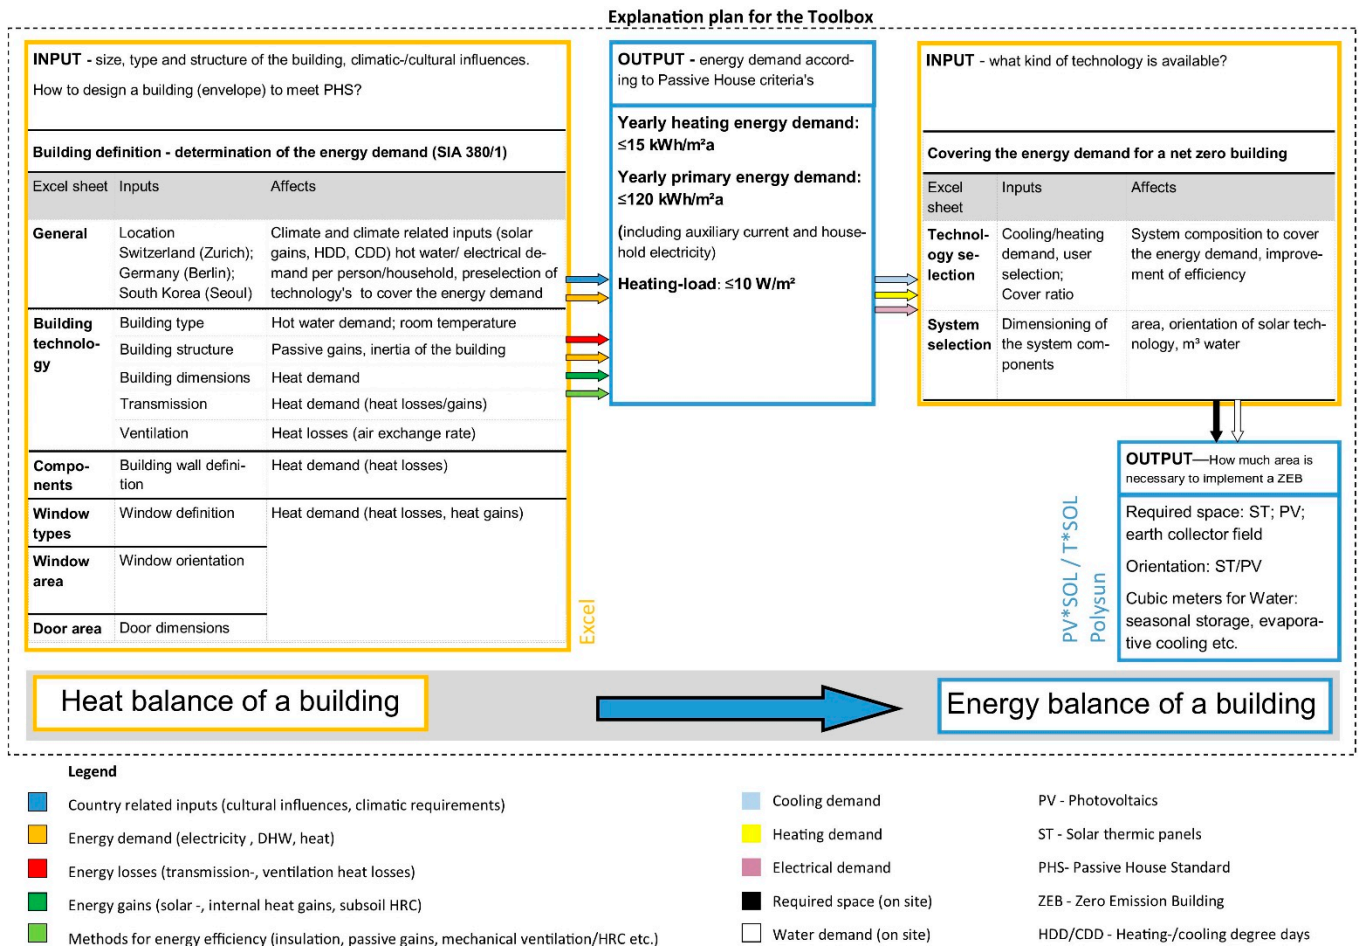 Explanation plan for the Toolbox
INPUT - size, type and structure of the building, climatic-/cultural influences.
How to design a building (envelope) to meet PHS?
Building definition - determination of the energy demand (SIA 380/1)
Excel sheet Inputs Affects
General Location Climate and climate related inputs (solar
Switzerland (Zurich); gains, HDD, CDD) hot water/ electrical de-
Germany (Berlin); mand per person/household, preselection of
South Korea (Seoul) technology's to cover the energy demand
Building Building type Hot water demand; room temperature
technolo- Building structure Passive gains, inertia of the building
gy
Building dimensions Heat demand
Transmission Heat demand (heat losses/gains)
Ventilation Heat losses (air exchange rate)
Compo- Building wall defini- Heat demand (heat losses)
nents tion
Window Window definition Heat demand (heat losses, heat gains)
types
Window Window orientation
area
Door area Door dimensions
Excel
OUTPUT - energy demand accord-
ing to Passive House criteria's
Yearly heating energy demand:
≤15 kWh/m²a
Yearly primary energy demand:
≤120 kWh/m²a
(including auxiliary current and house-
hold electricity)
Heating-load: ≤10 W/m²
INPUT - what kind of technology is available?
Covering the energy demand for a net zero building
Excel Inputs Affects
sheet
Technol- Cooling/heating System composition to cover
ogy se- demand, user the energy demand, improve-
lection selection; ment of efficiency
Cover ratio
System Dimensioning of area, orientation of solar tech-
selection the system com- nology, m³ water
ponents
OUTPUT—How much area is
necessary to implement a ZEB
Required space: ST; PV;
earth collector field
Orientation: ST/PV
Cubic meters for Water:
seasonal storage, evapora-
tive cooling etc.
PV*SOL / T*SOL
Polysun
Heat balance of a building
Energy balance of a building
Legend
Country related inputs (cultural influences, climatic requirements)
Energy demand (electricity , DHW, heat)
Energy losses (transmission-, ventilation heat losses)
Energy gains (solar -, internal heat gains, subsoil HRC)
Methods for energy efficiency (insulation, passive gains, mechanical ventilation/HRC etc.)
Cooling demand
Heating demand
Electrical demand
Required space (on site)
Water demand (on site)
PV - Photovoltaics
ST - Solar thermic panels
PHS- Passive House Standard
ZEB - Zero Emission Building
HDD/CDD - Heating-/cooling degree days